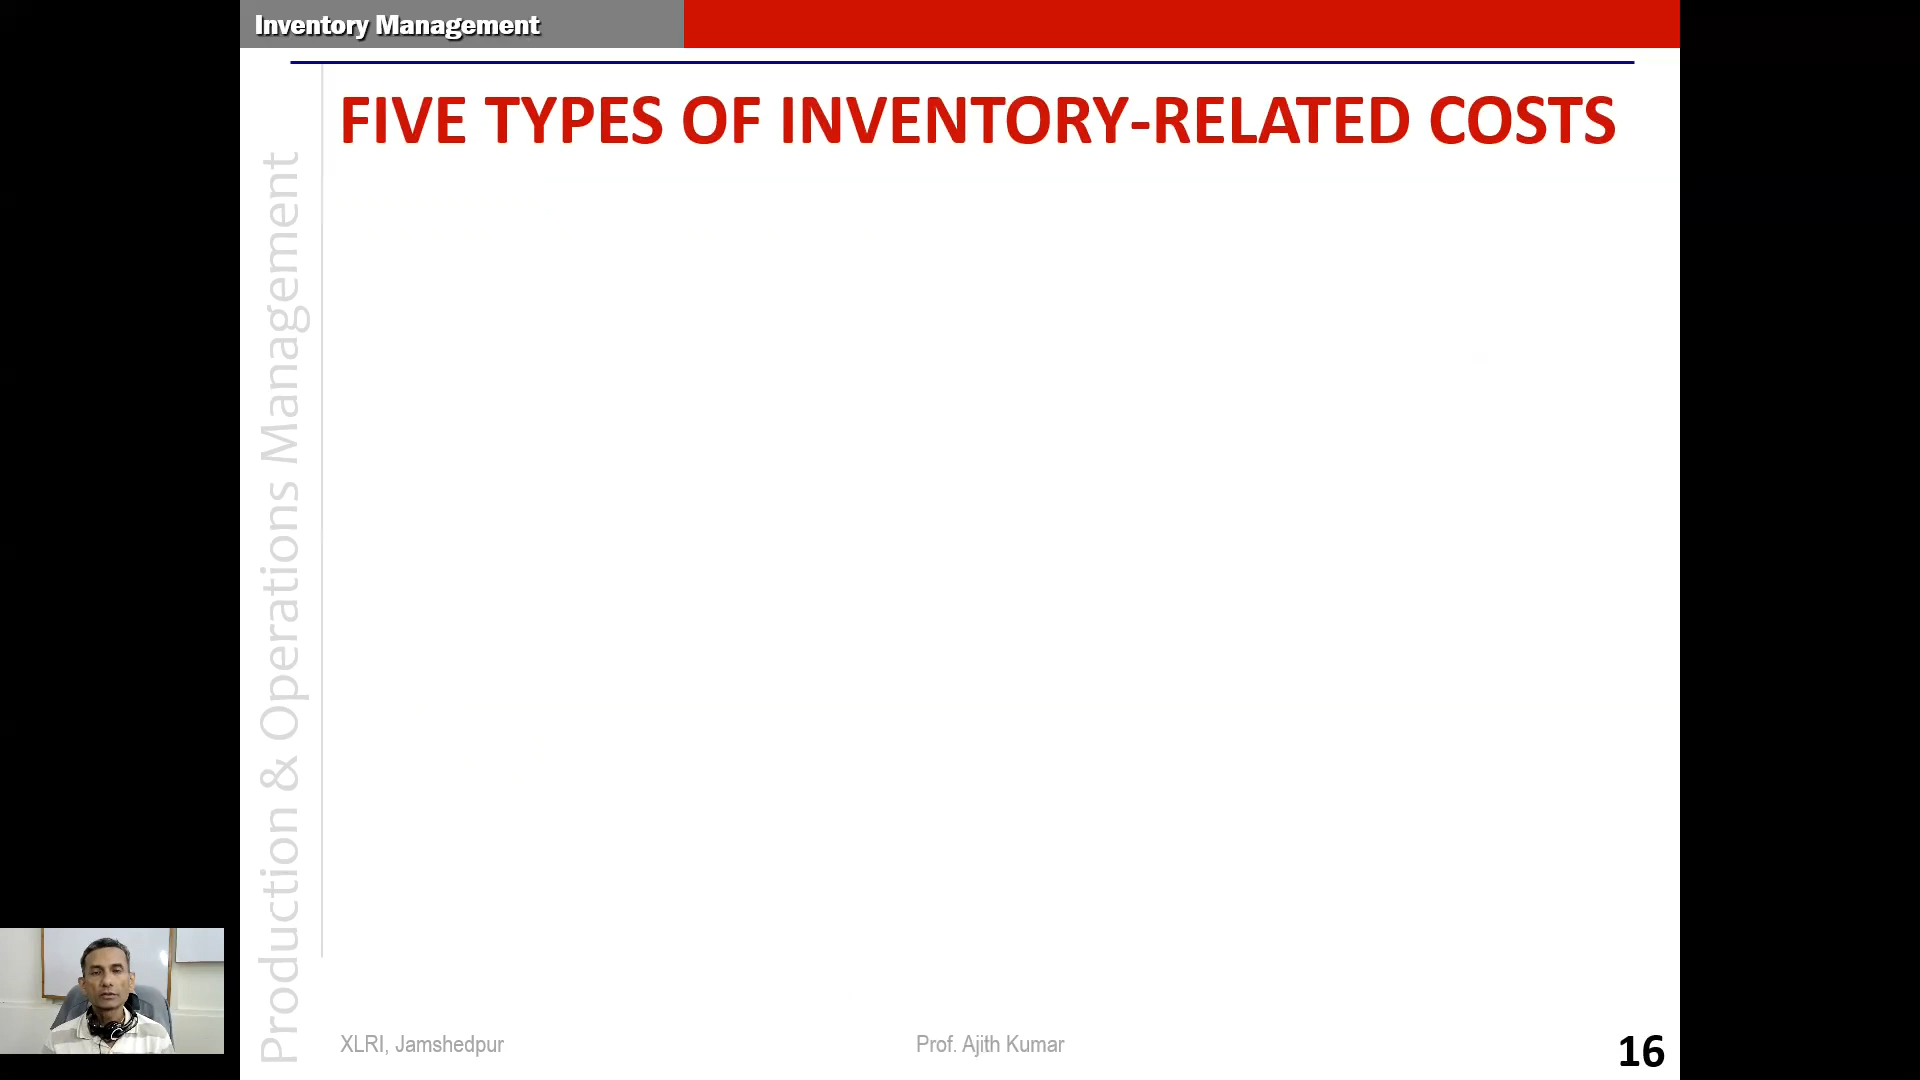 Inventory Management
FIVE TYPES OF INVENTORY-RELATED COSTS
Production & Operations Management
XLRI, Jamshedpur
Prof. Ajith Kumar
16